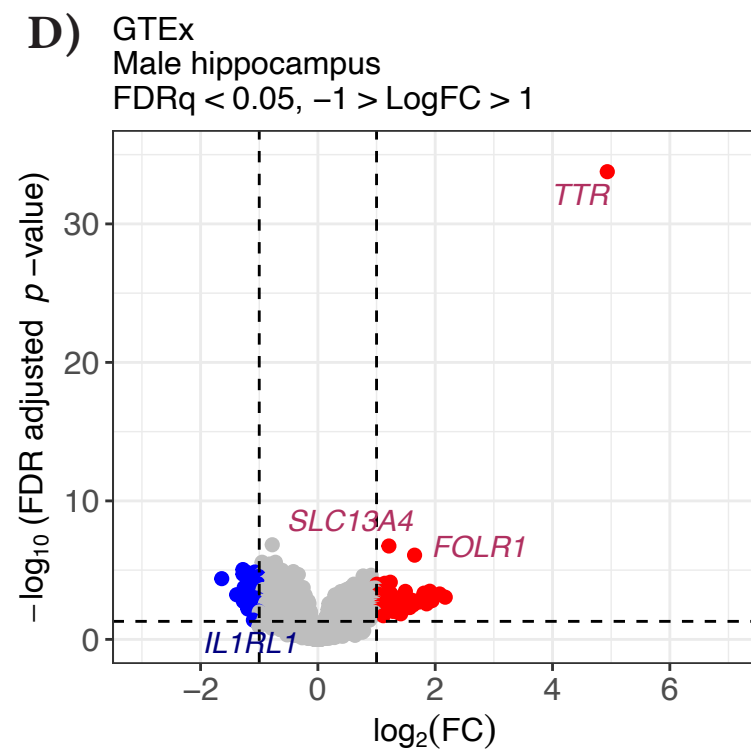 D)
GTEx
Male hippocampus
FDRq < 0.05, −1 > LogFC > 1
−log10 (FDR adjusted p−value)
30
20
10
0
TTR
SLC13A4
FOLR1
IL1RL1
−2 0 2 4 6
log2(FC)